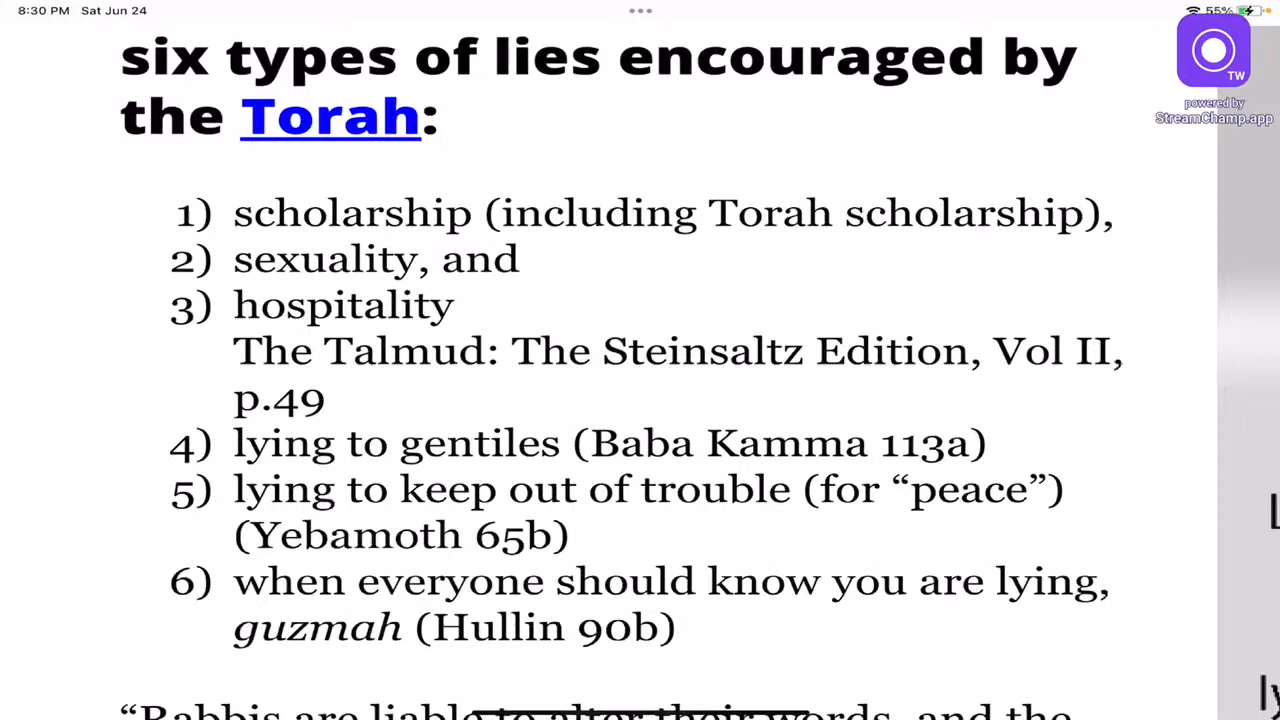 8:30 PM Sat Jun 24
55%
six types of lies encouraged by
the Torah:
TW
powered by
StreamChamp.app
1) scholarship (including Torah scholarship),
2) sexuality, and
3) hospitality
The Talmud: The Steinsaltz Edition, Vol II,
p.49
4) lying to gentiles (Baba Kamma 113a)
5) lying to keep out of trouble (for “peace”)
(Yebamoth 65b)
6) when everyone should know you are lying,
guzmah (Hullin 90b)
“Rabbis are liable to alter their words, and the